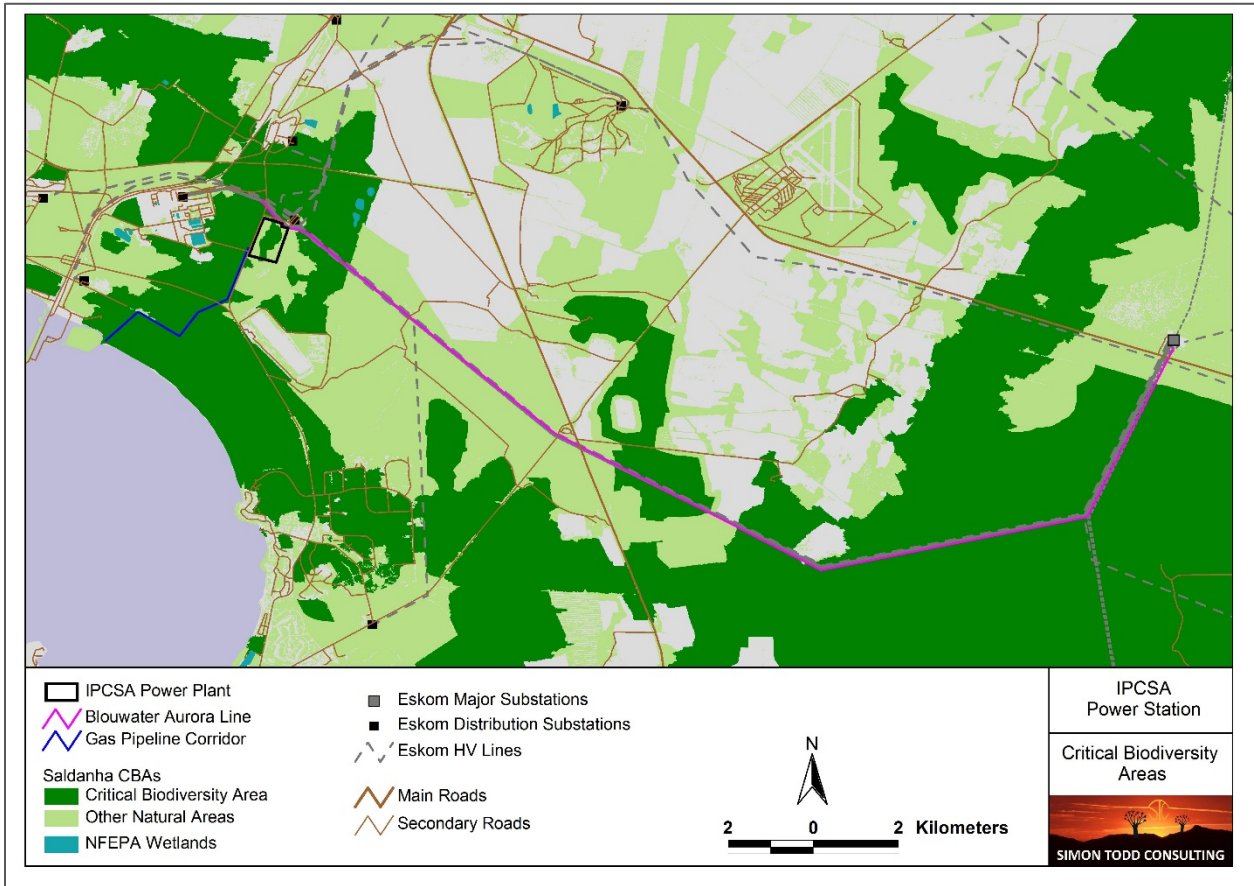 IPCSA Power Plant
Blouwater Aurora Line
Gas Pipeline Corridor
Saldanha CBAs
Critical Biodiversity Area
Other Natural Areas
NFEPA Wetlands
Eskom Major Substations
Eskom Distribution Substations
Eskom HV Lines
Main Roads
Secondary Roads
N
2 0 2 Kilometers
IPCSA
Power Station
Critical Biodiversity
Areas
SIMON TODD CONSULTING